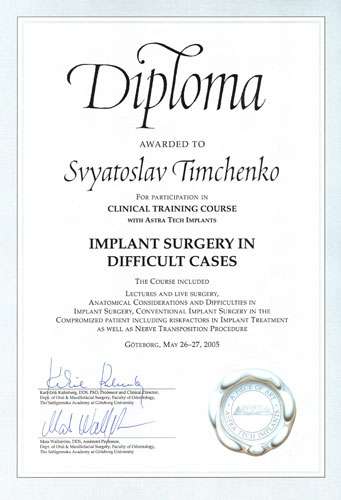 Diploma
AWARDED TO
Svyatoslav Timchenko
FOR PARTICIPATION IN
CLINICAL TRAINING COURSE
WITH ASTRA TECH IMPLANTS
IMPLANT SURGERY IN
DIFFICULT CASES
THE COURSE INCLUDED
LECTURES AND LIVE SURGERY,
ANATOMICAL CONSIDERATIONS AND DIFFICULTIES IN
IMPLANT SURGERY, CONVENTIONAL IMPLANT SURGERY IN THE
COMPROMIZED PATIENT INCLUDING RISKFACTORS IN IMPLANT TREATMENT
AS WELL AS NERVE TRANSPOSITION PROCEDURE
GÖTEBORG, MAY 26–27, 2005
DDS, PhD, Professor and Clinical Director,
Dept. of Oral & Maxillofacial Surgery, Faculty of Odontology,
The Sahlgrenska Academy at Göteborg University
Mats Wallström, DDS, Assistant Professor,
Dept. of Oral & Maxillofacial Surgery, Faculty of Odontology,
The Sahlgrenska Academy at Göteborg University
ASTRA TECH IMPLANTS